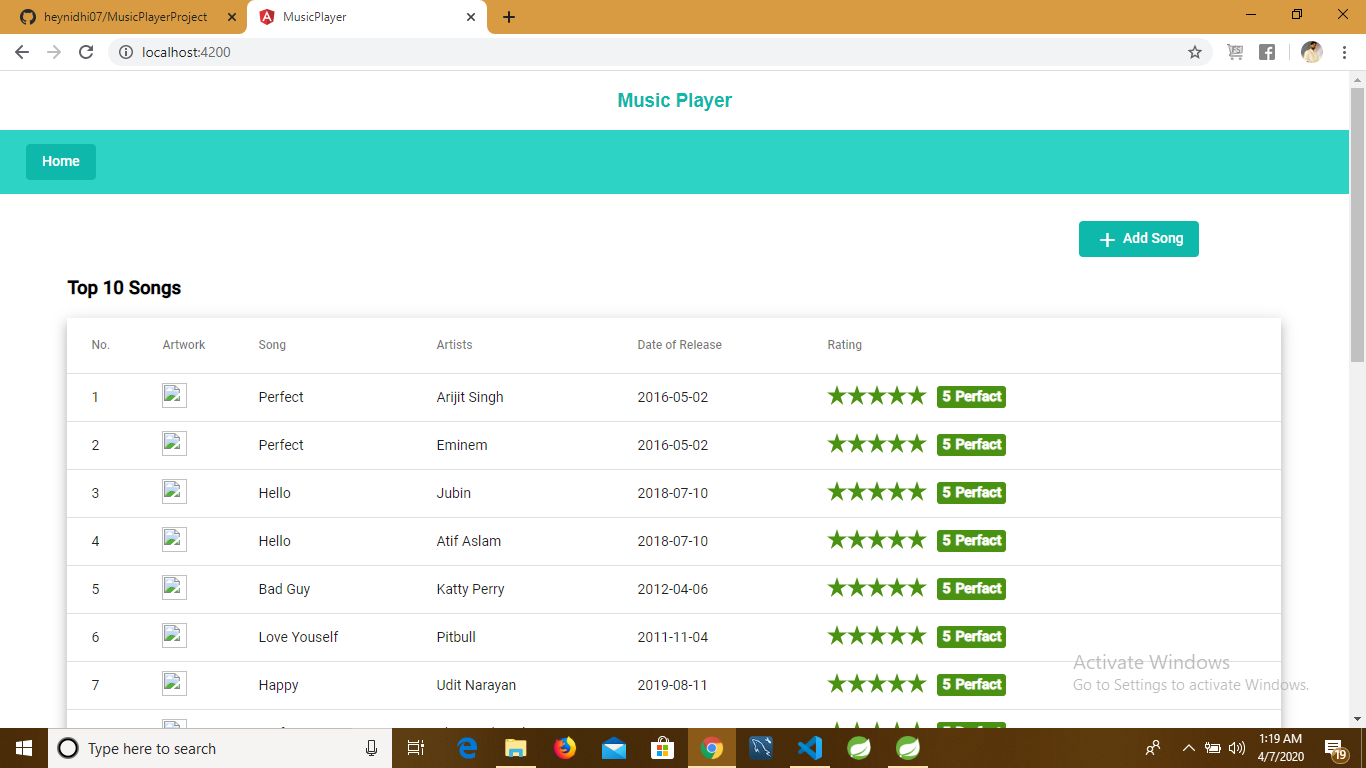 heynidhi07/MusicPlayerProject
MusicPlayer
localhost:4200
Music Player
Home
Add Song
Top 10 Songs
No. Artwork Song Artists Date of Release Rating
1 Perfect Arijit Singh 2016-05-02 5 Perfact
2 Perfect Eminem 2016-05-02 5 Perfact
3 Hello Jubin 2018-07-10 5 Perfact
4 Hello Atif Aslam 2018-07-10 5 Perfact
5 Bad Guy Katty Perry 2012-04-06 5 Perfact
6 Love Youself Pitbull 2011-11-04 5 Perfact
7 Happy Udit Narayan 2019-08-11 5 Perfact
Activate Windows
Go to Settings to activate Windows.
Type here to search
1:19 AM
4/7/2020
19